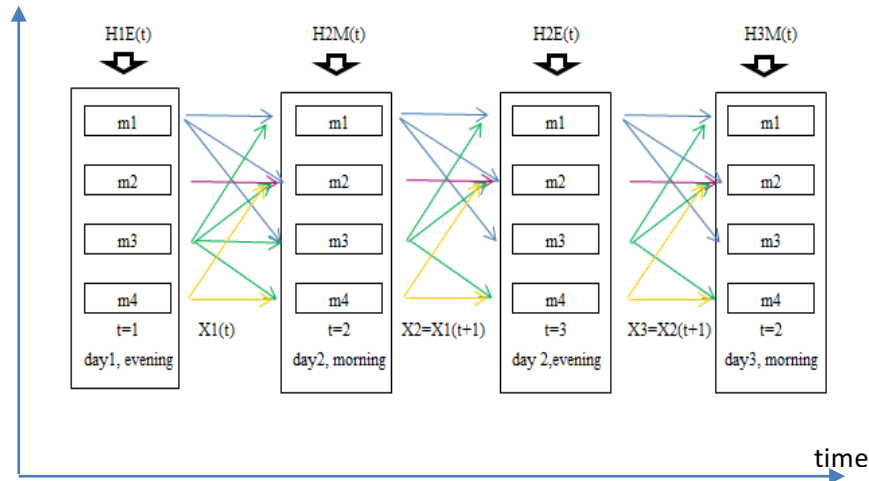 H1E(t) H2M(t) H2E(t) H3M(t)
m1 m1 m1 m1
m2 m2 m2 m2
m3 m3 m3 m3
m4 m4 m4 m4
t=1 X1(t) t=2 X2=X1(t+1) t=3 X3=X2(t+1) t=2
day1, evening day2, morning day 2,evening day3, morning
time